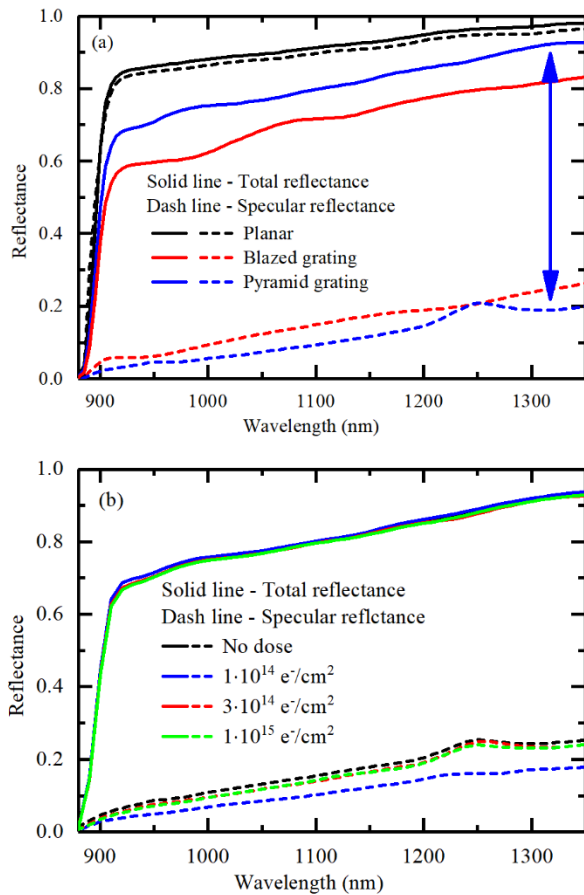 1.0
(a)
0.8
0.6
Solid line - Total reflectance
Dash line - Specular reflectance
Planar
0.4
Blazed grating
Pyramid grating
0.2
0.0
Reflectance
900 1000 1100 1200 1300
Wavelength (nm)
1.0
(b)
0.8
Solid line - Total reflectance
0.6
Dash line - Specular reflctance
No dose
0.4
1·10¹⁴ e⁻/cm²
3·10¹⁴ e⁻/cm²
1·10¹⁵ e⁻/cm²
0.2
0.0
Reflectance
900 1000 1100 1200 1300
Wavelength (nm)